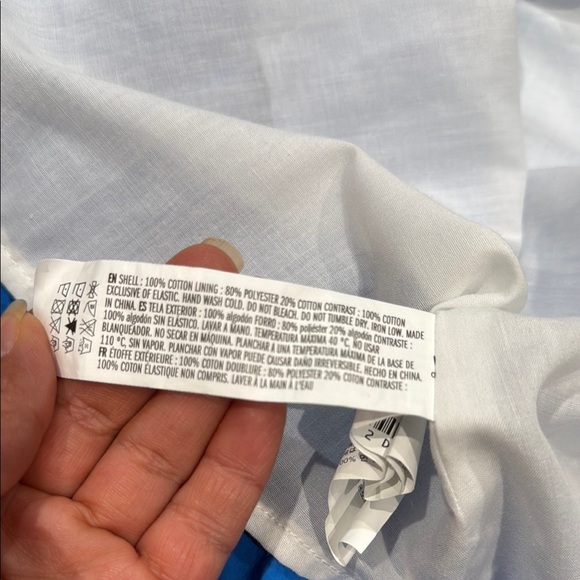 EN SHELL : 100% COTTON LINING : 80% POLYESTER 20% COTTON CONTRAST : 100% COTTON
EXCLUSIVE OF ELASTIC. HAND WASH COLD. DO NOT BLEACH. DO NOT TUMBLE DRY. IRON LOW. MADE
IN CHINA. ES TELA EXTERIOR : 100% algodón FORRO : 80% poliéster 20% algodón CONTRASTE :
100% algodón SIN ELÁSTICO. LAVAR A MANO. TEMPERATURA MÁXIMA 40 °C. NO USAR
BLANQUEADOR. NO SECAR EN MÁQUINA. PLANCHAR A UNA TEMPERATURA MÁXIMA DE LA BASE DE
110 °C, SIN VAPOR. PLANCHAR CON VAPOR PUEDE CAUSAR DAÑO IRREVERSIBLE. HECHO EN CHINA.
FR ÉTOFFE EXTÉRIEURE : 100% COTON DOUBLURE : 80% POLYESTER 20% COTON CONTRASTE :
100% COTON ÉLASTIQUE NON COMPRIS. LAVER À LA MAIN À L'EAU
2 D